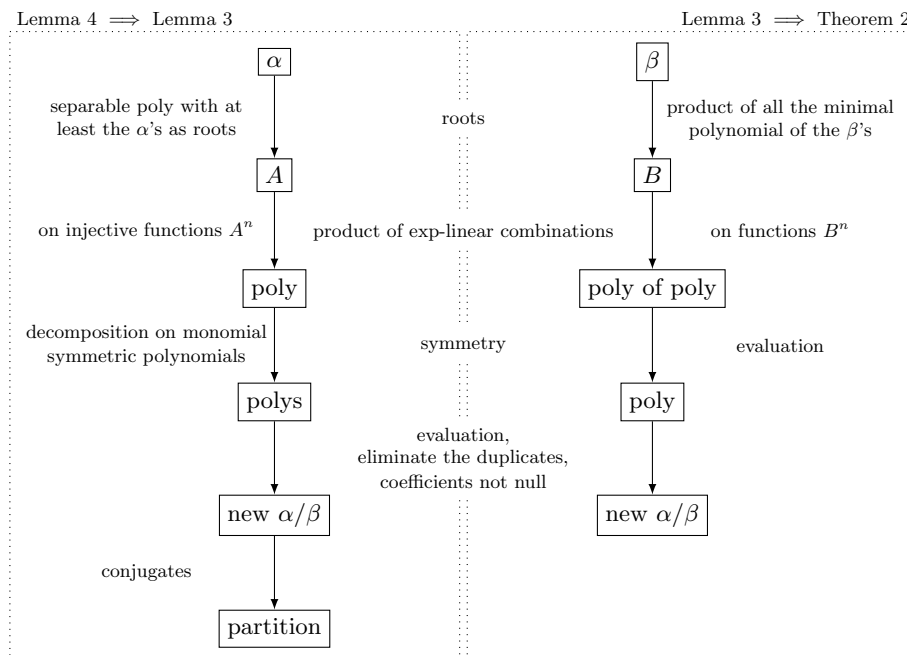 Lemma 4 ⟹ Lemma 3
Lemma 3 ⟹ Theorem 2
α
β
separable poly with at
least the α's as roots
roots
product of all the minimal
polynomial of the β's
A
B
on injective functions Aⁿ
product of exp-linear combinations
on functions Bⁿ
poly
poly of poly
decomposition on monomial
symmetric polynomials
symmetry
evaluation
polys
poly
evaluation,
eliminate the duplicates,
coefficients not null
new α/β
new α/β
conjugates
partition